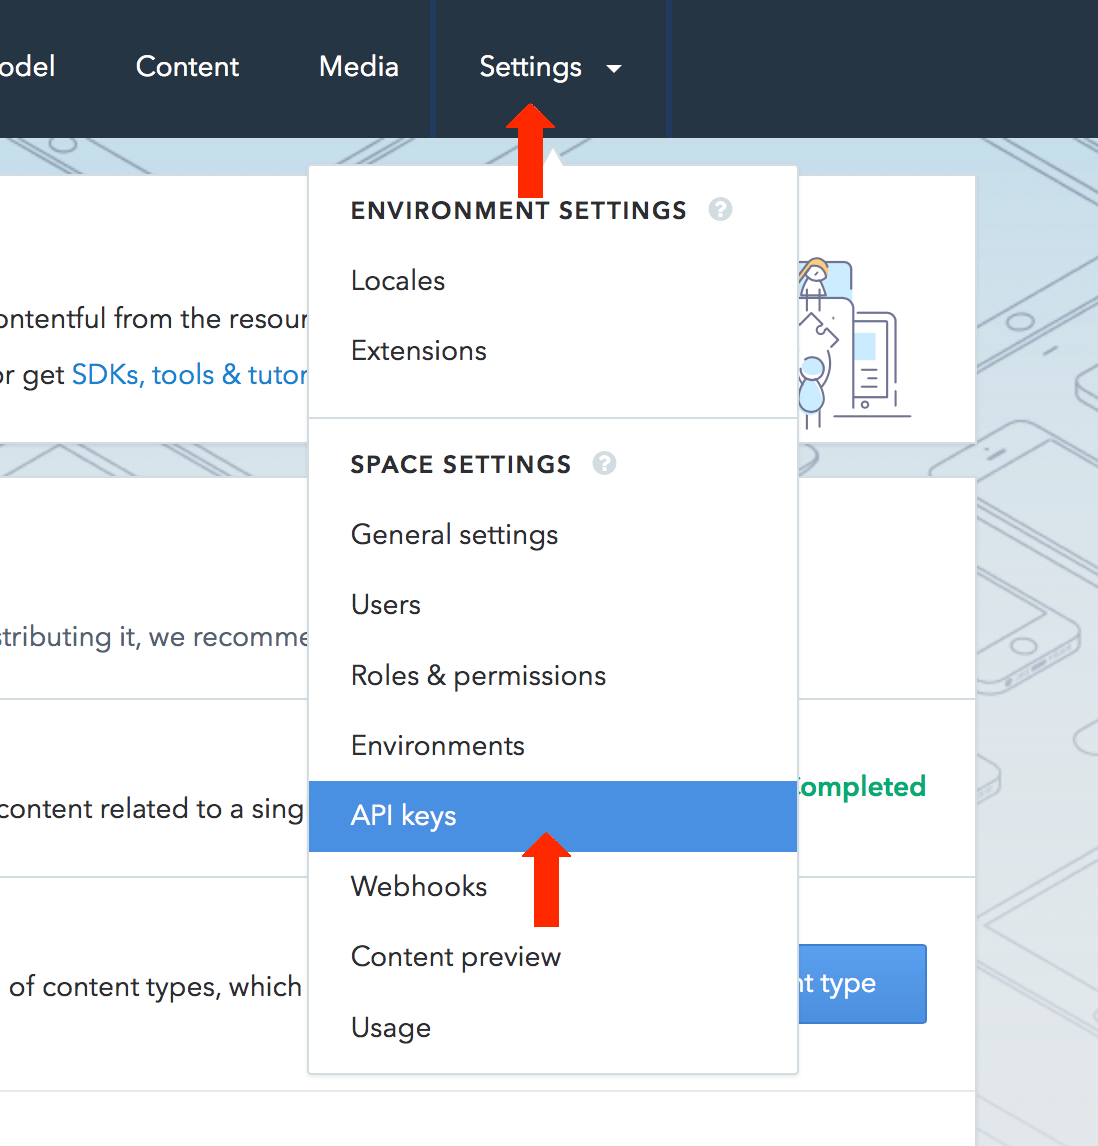 odel Content Media Settings
ENVIRONMENT SETTINGS ?
Locales
ontentful from the resour
Extensions
or get SDKs, tools & tutor
SPACE SETTINGS ?
General settings
Users
stributing it, we recomme
Roles & permissions
Environments
Completed
content related to a sing
API keys
Webhooks
Content preview
of content types, which
nt type
Usage